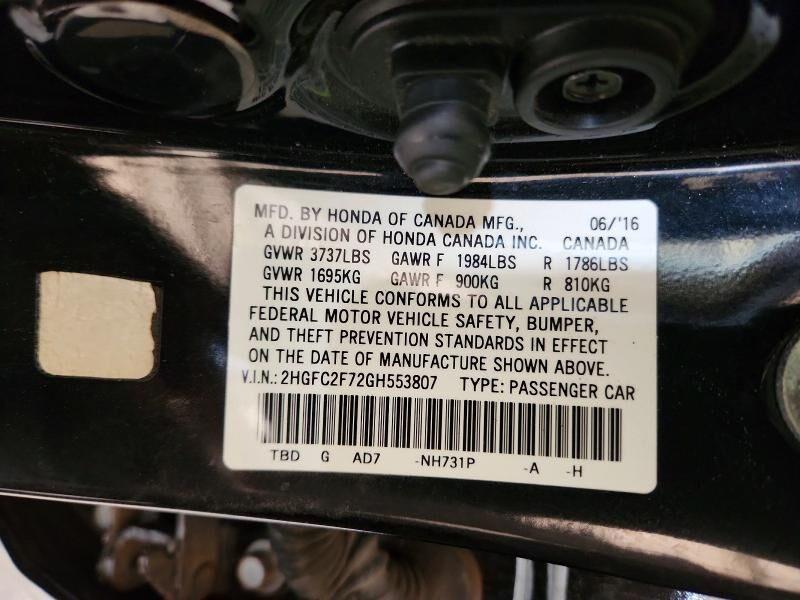 MFD. BY HONDA OF CANADA MFG., 06/'16
A DIVISION OF HONDA CANADA INC. CANADA
GVWR 3737LBS GAWR F 1984LBS R 1786LBS
GVWR 1695KG GAWR F 900KG R 810KG
THIS VEHICLE CONFORMS TO ALL APPLICABLE
FEDERAL MOTOR VEHICLE SAFETY, BUMPER,
AND THEFT PREVENTION STANDARDS IN EFFECT
ON THE DATE OF MANUFACTURE SHOWN ABOVE.
V.I.N.: 2HGFC2F72GH553807 TYPE: PASSENGER CAR
TBD G AD7 -NH731P -A -H